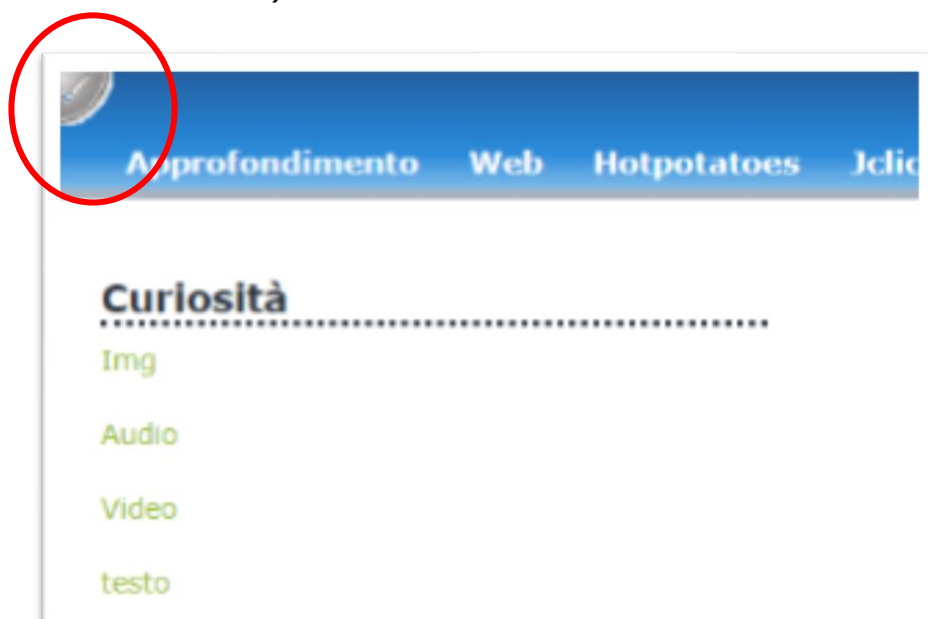 Approfondimento Web Hotpotatoes Jclic
Curiosità
Img
Audio
Video
testo